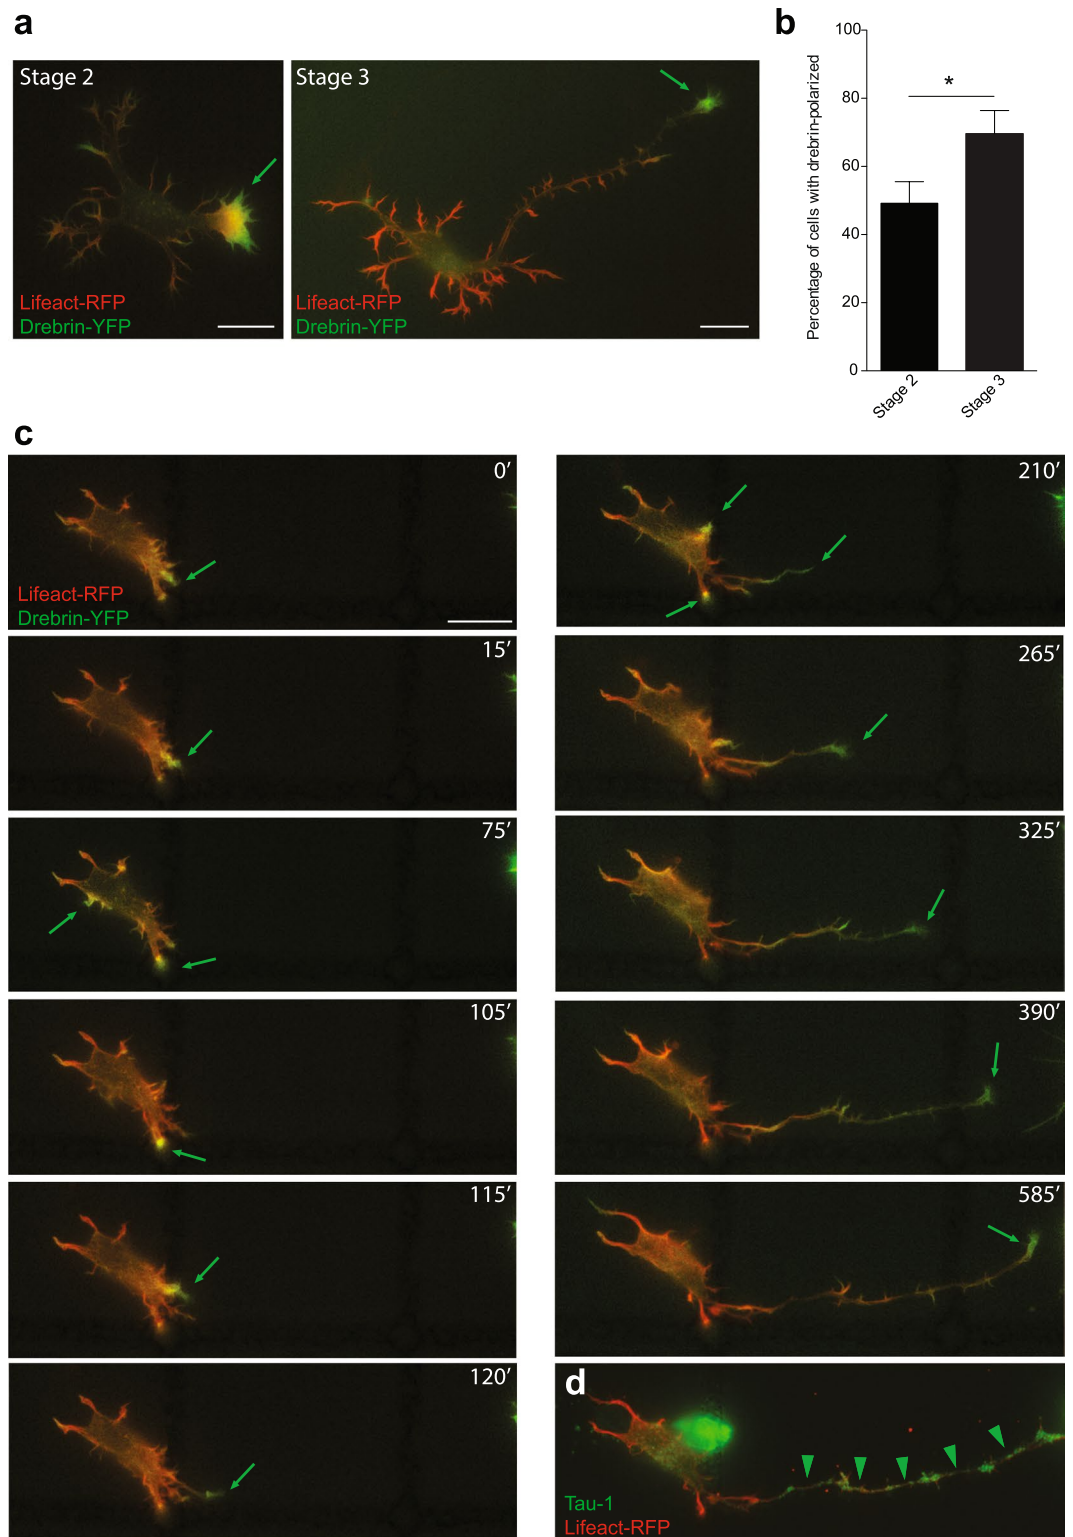 a
Stage 2
Lifeact-RFP
Drebrin-YFP
Stage 3
Lifeact-RFP
Drebrin-YFP
b
Percentage of cells with drebrin-polarized
100
80
60
40
20
0
*
Stage 2
Stage 3
c
0′
Lifeact-RFP
Drebrin-YFP
15′
75′
105′
115′
120′
210′
265′
325′
390′
585′
d
Tau-1
Lifeact-RFP